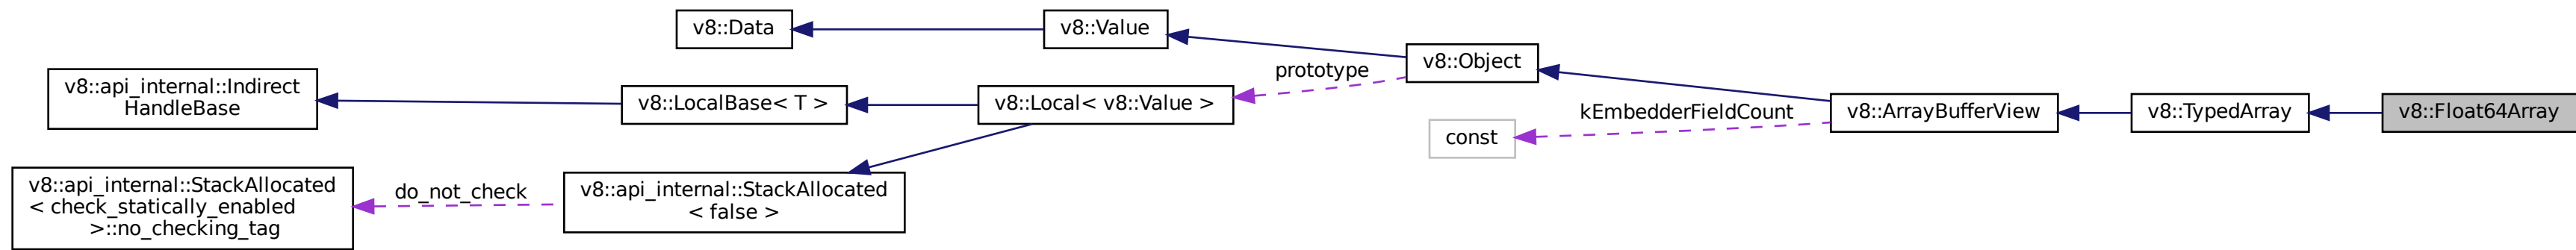 v8::Data
v8::Value
v8::Object
prototype
v8::api_internal::Indirect
HandleBase
v8::LocalBase< T >
v8::Local< v8::Value >
kEmbedderFieldCount
const
v8::ArrayBufferView
v8::TypedArray
v8::Float64Array
v8::api_internal::StackAllocated
< check_statically_enabled
>::no_checking_tag
do_not_check
v8::api_internal::StackAllocated
< false >